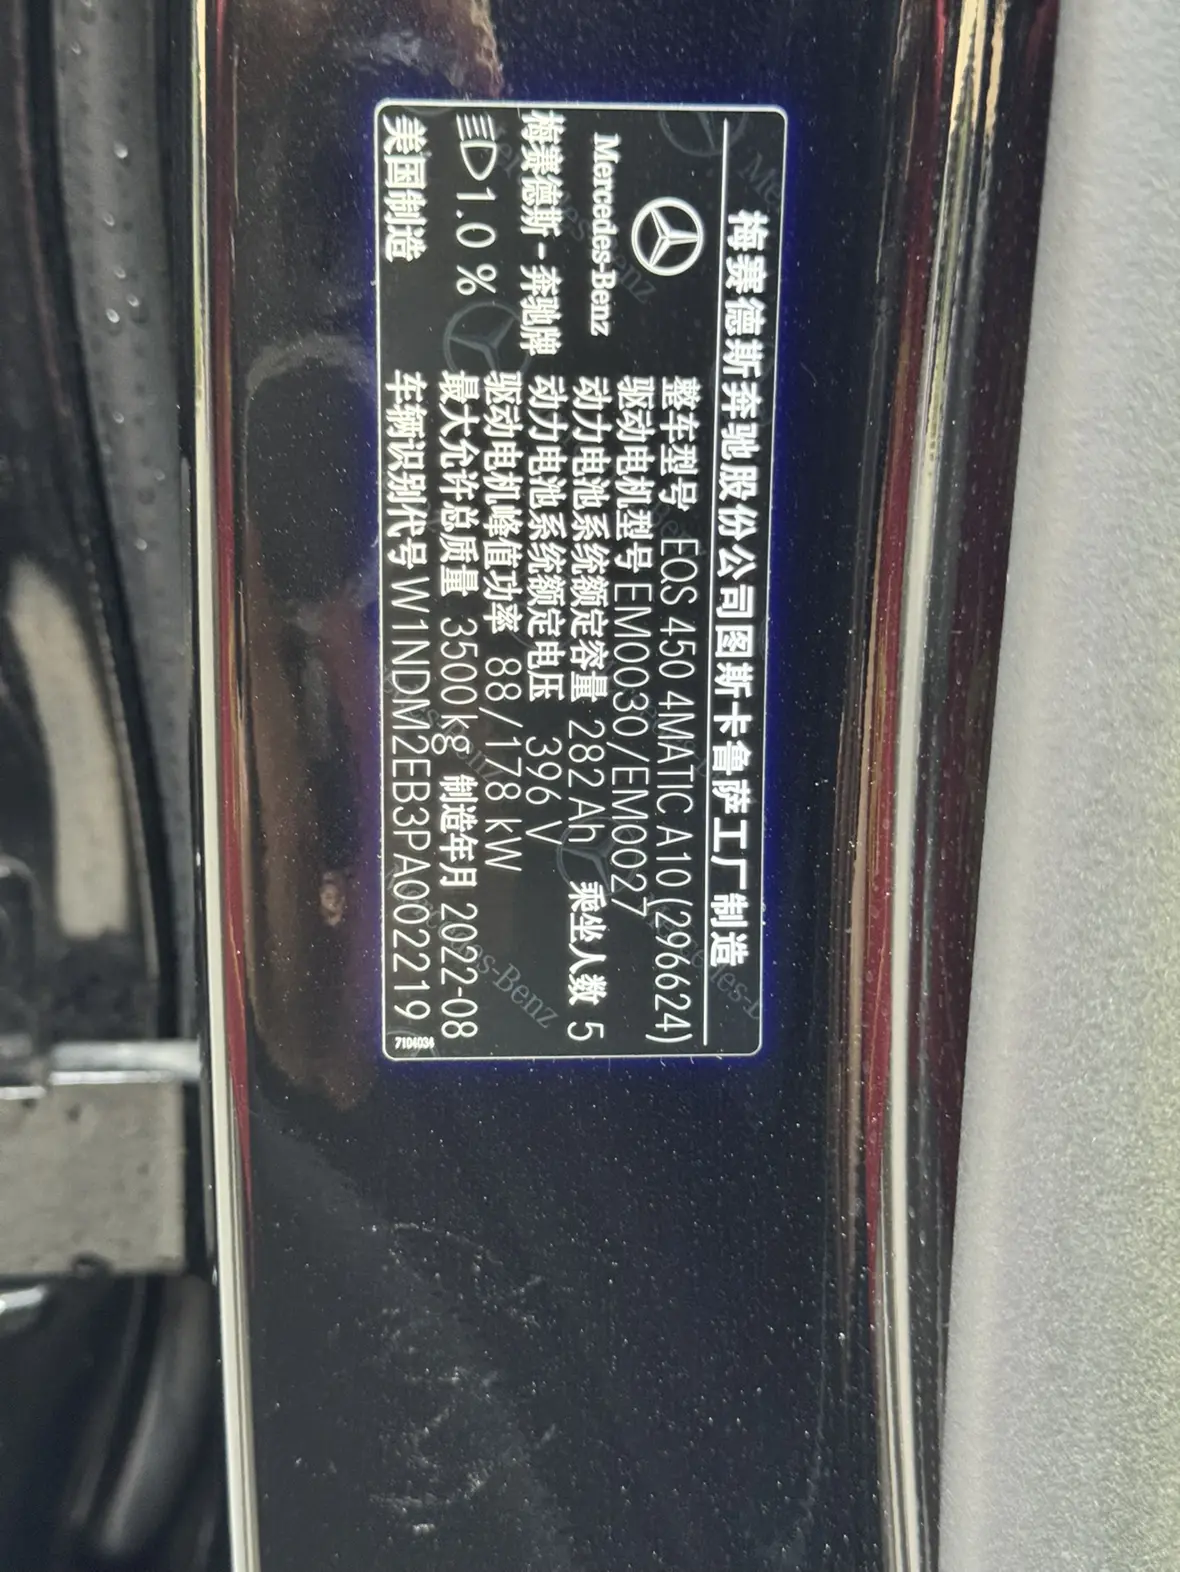 梅赛德斯奔驰股份公司图斯卡鲁萨工厂制造
Mercedes-Benz
梅赛德斯-奔驰牌
1.0 %
美国制造
整车型号 EQS 450 4MATIC A10 (296624)
驱动电机型号 EM0030/EM0027
动力电池系统额定容量 282 Ah 乘坐人数 5
动力电池系统额定电压 396 V
驱动电机峰值功率 88/178 kW
最大允许总质量 3500kg 制造年月 2022-08
车辆识别代号 W1NDM2EB3PA002219
7104034